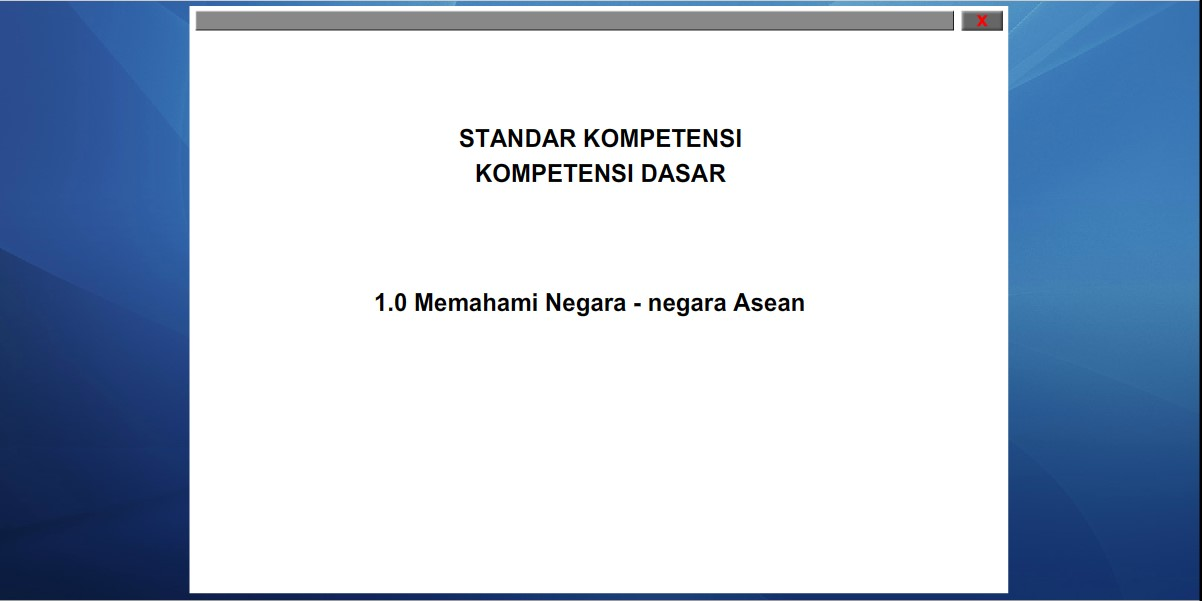 X
STANDAR KOMPETENSI
KOMPETENSI DASAR
1.0 Memahami Negara - negara Asean